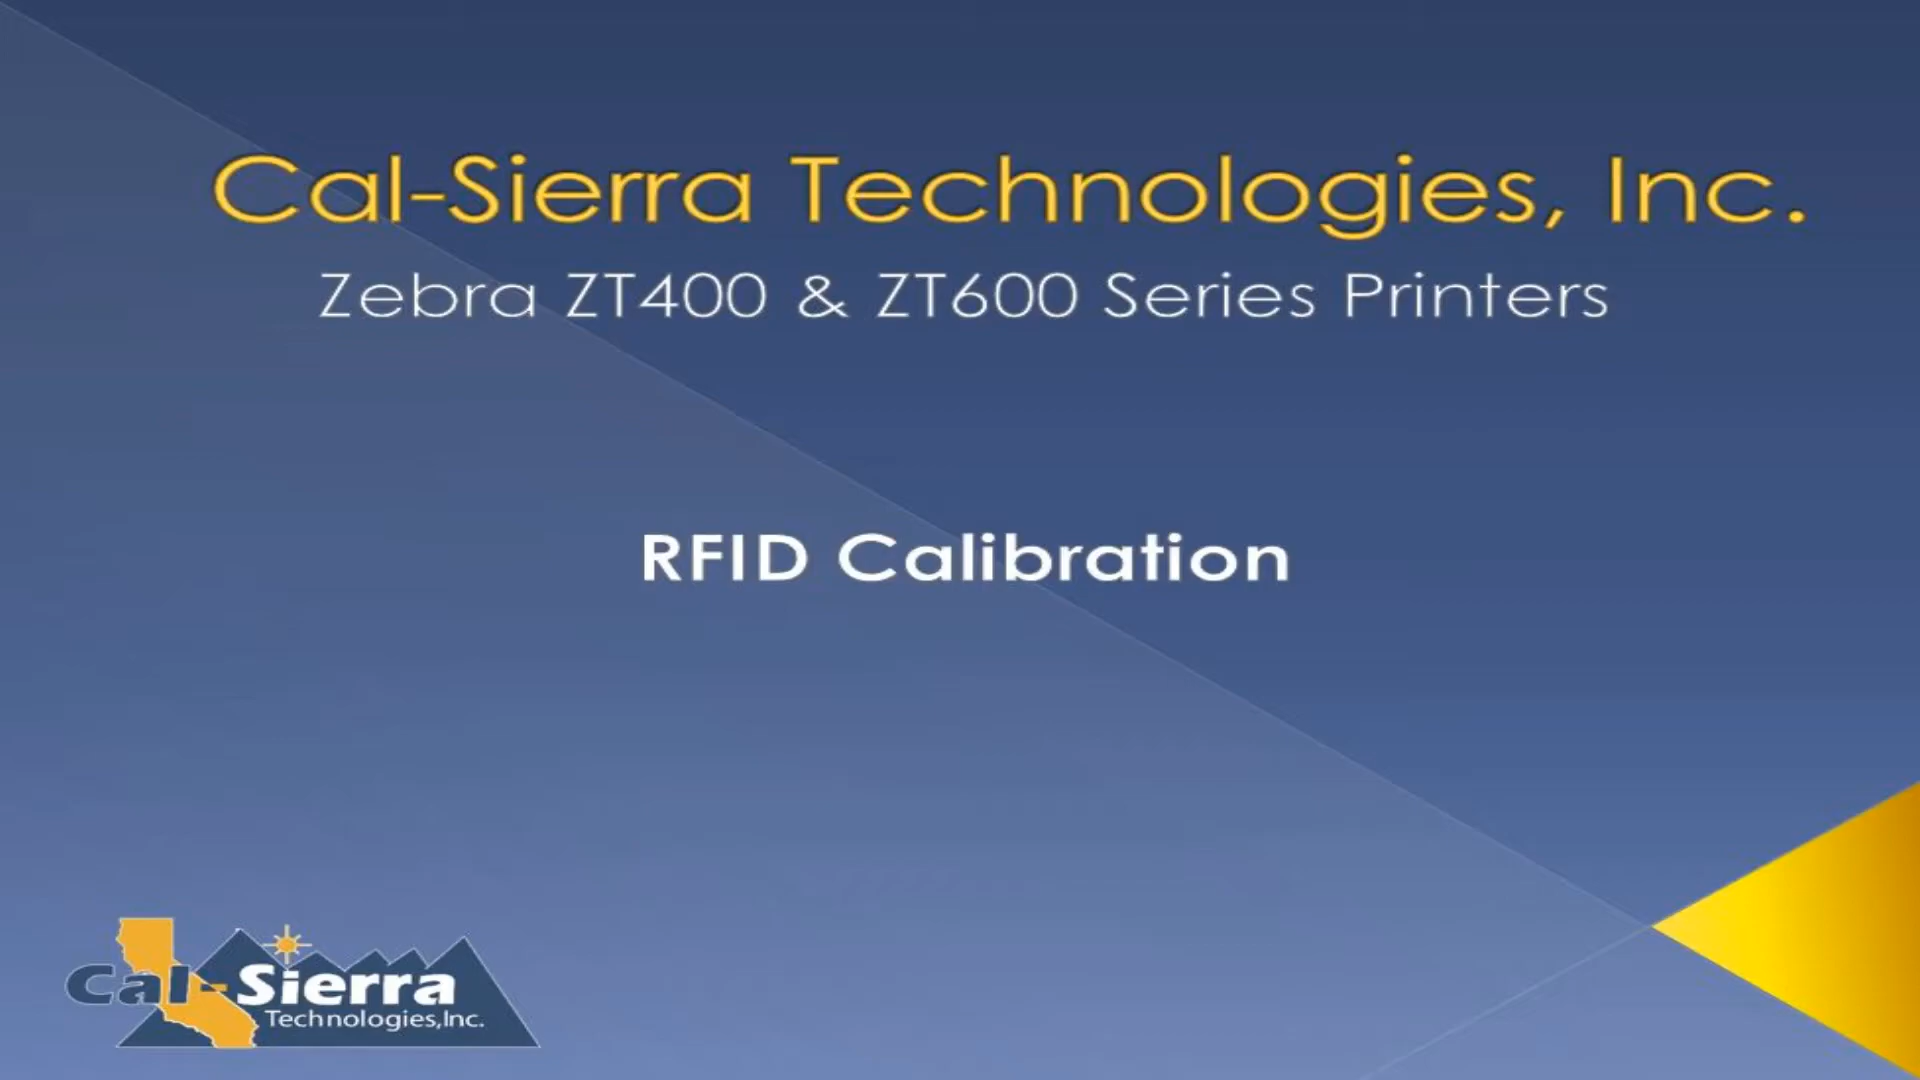 Cal-Sierra Technologies, Inc.
Zebra ZT400 & ZT600 Series Printers
RFID Calibration
Cal-Sierra
Technologies,Inc.